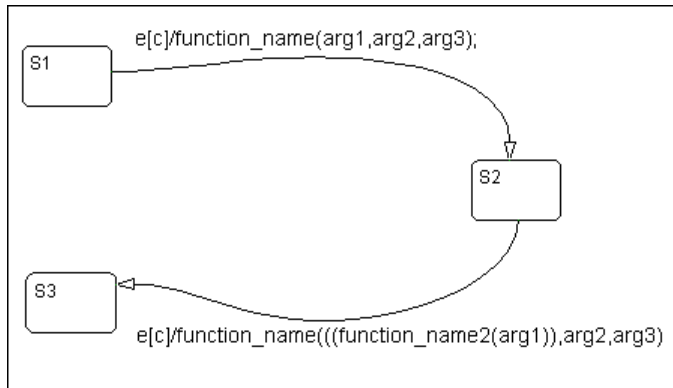 e[c]/function_name(arg1,arg2,arg3);
S1
S2
S3
e[c]/function_name(((function_name2(arg1)),arg2,arg3)